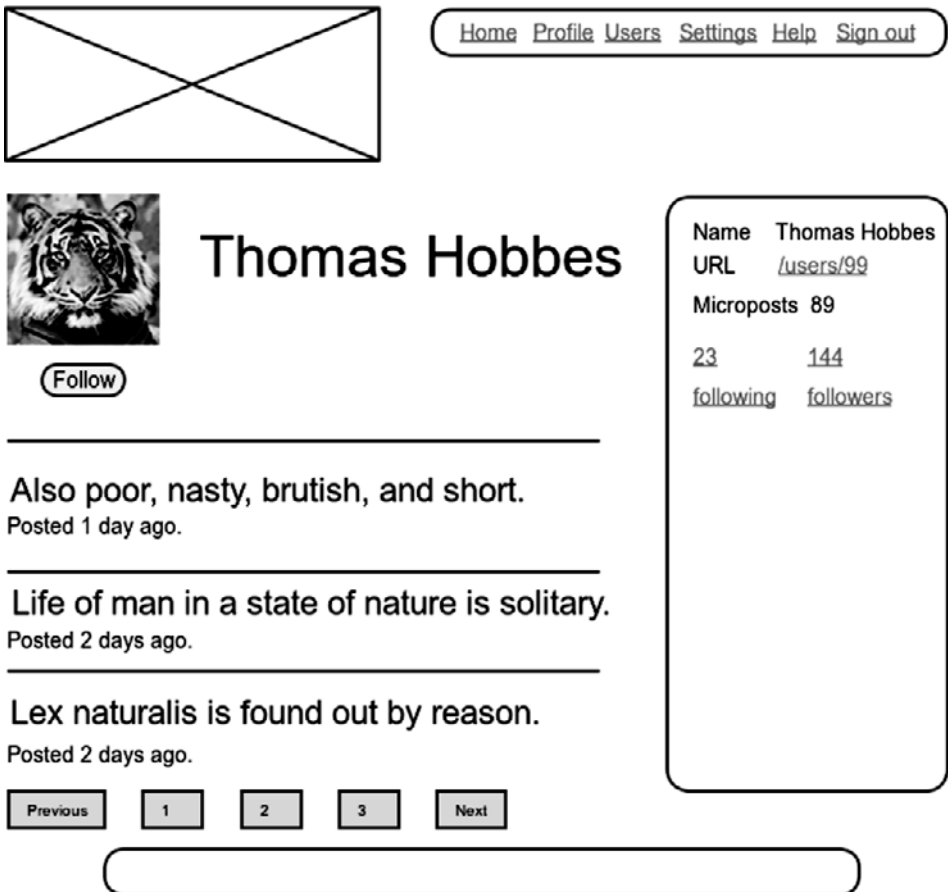 Home Profile Users Settings Help Sign out
Thomas Hobbes
Follow
Name Thomas Hobbes
URL /users/99
Microposts 89
23 144
following followers
Also poor, nasty, brutish, and short.
Posted 1 day ago.
Life of man in a state of nature is solitary.
Posted 2 days ago.
Lex naturalis is found out by reason.
Posted 2 days ago.
Previous 1 2 3 Next